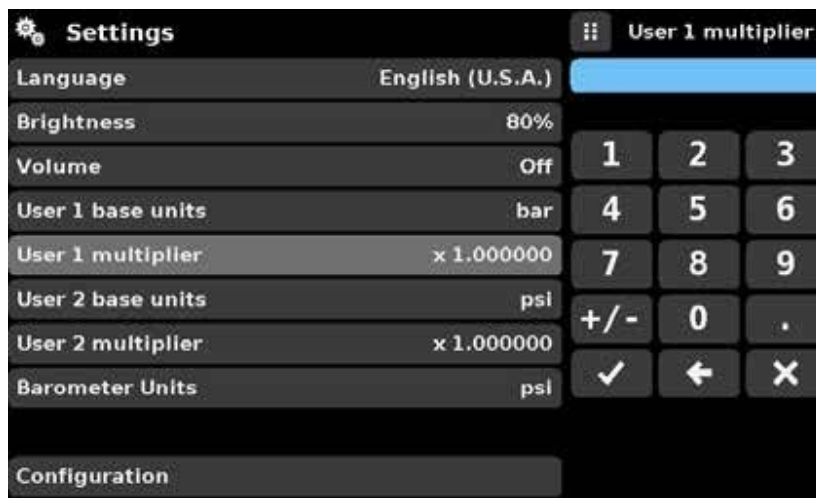 Settings
User 1 multiplier
Language English (U.S.A.)
Brightness 80%
Volume Off
User 1 base units bar
User 1 multiplier x 1.000000
User 2 base units psi
User 2 multiplier x 1.000000
Barometer Units psi
Configuration
1 2 3
4 5 6
7 8 9
+/- 0 .